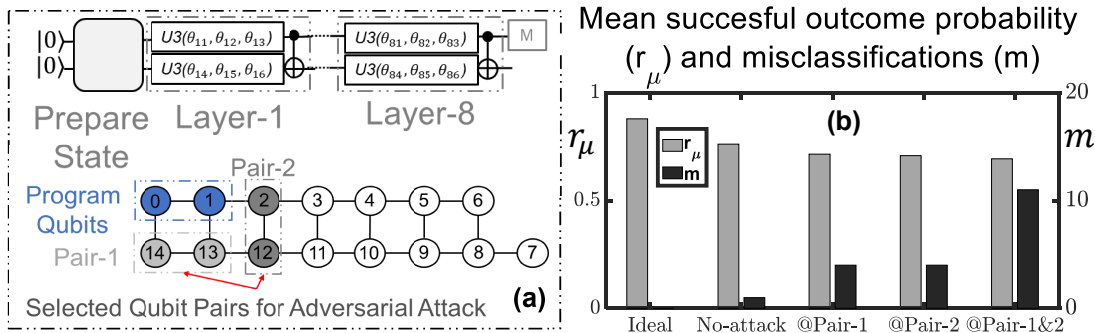 |0⟩
|0⟩
U3(θ11, θ12, θ13)
U3(θ14, θ15, θ16)
U3(θ81, θ82, θ83)
U3(θ84, θ85, θ86)
M
Prepare
State
Layer-1
Layer-8
Pair-2
Program
Qubits
0 1 2 3 4 5 6
Pair-1
14 13 12 11 10 9 8 7
Selected Qubit Pairs for Adversarial Attack
(a)
Mean succesful outcome probability
(rμ) and misclassifications (m)
1
20
(b)
rμ
m
rμ
m
0.5
10
0
0
Ideal No-attack @Pair-1 @Pair-2 @Pair-1&2